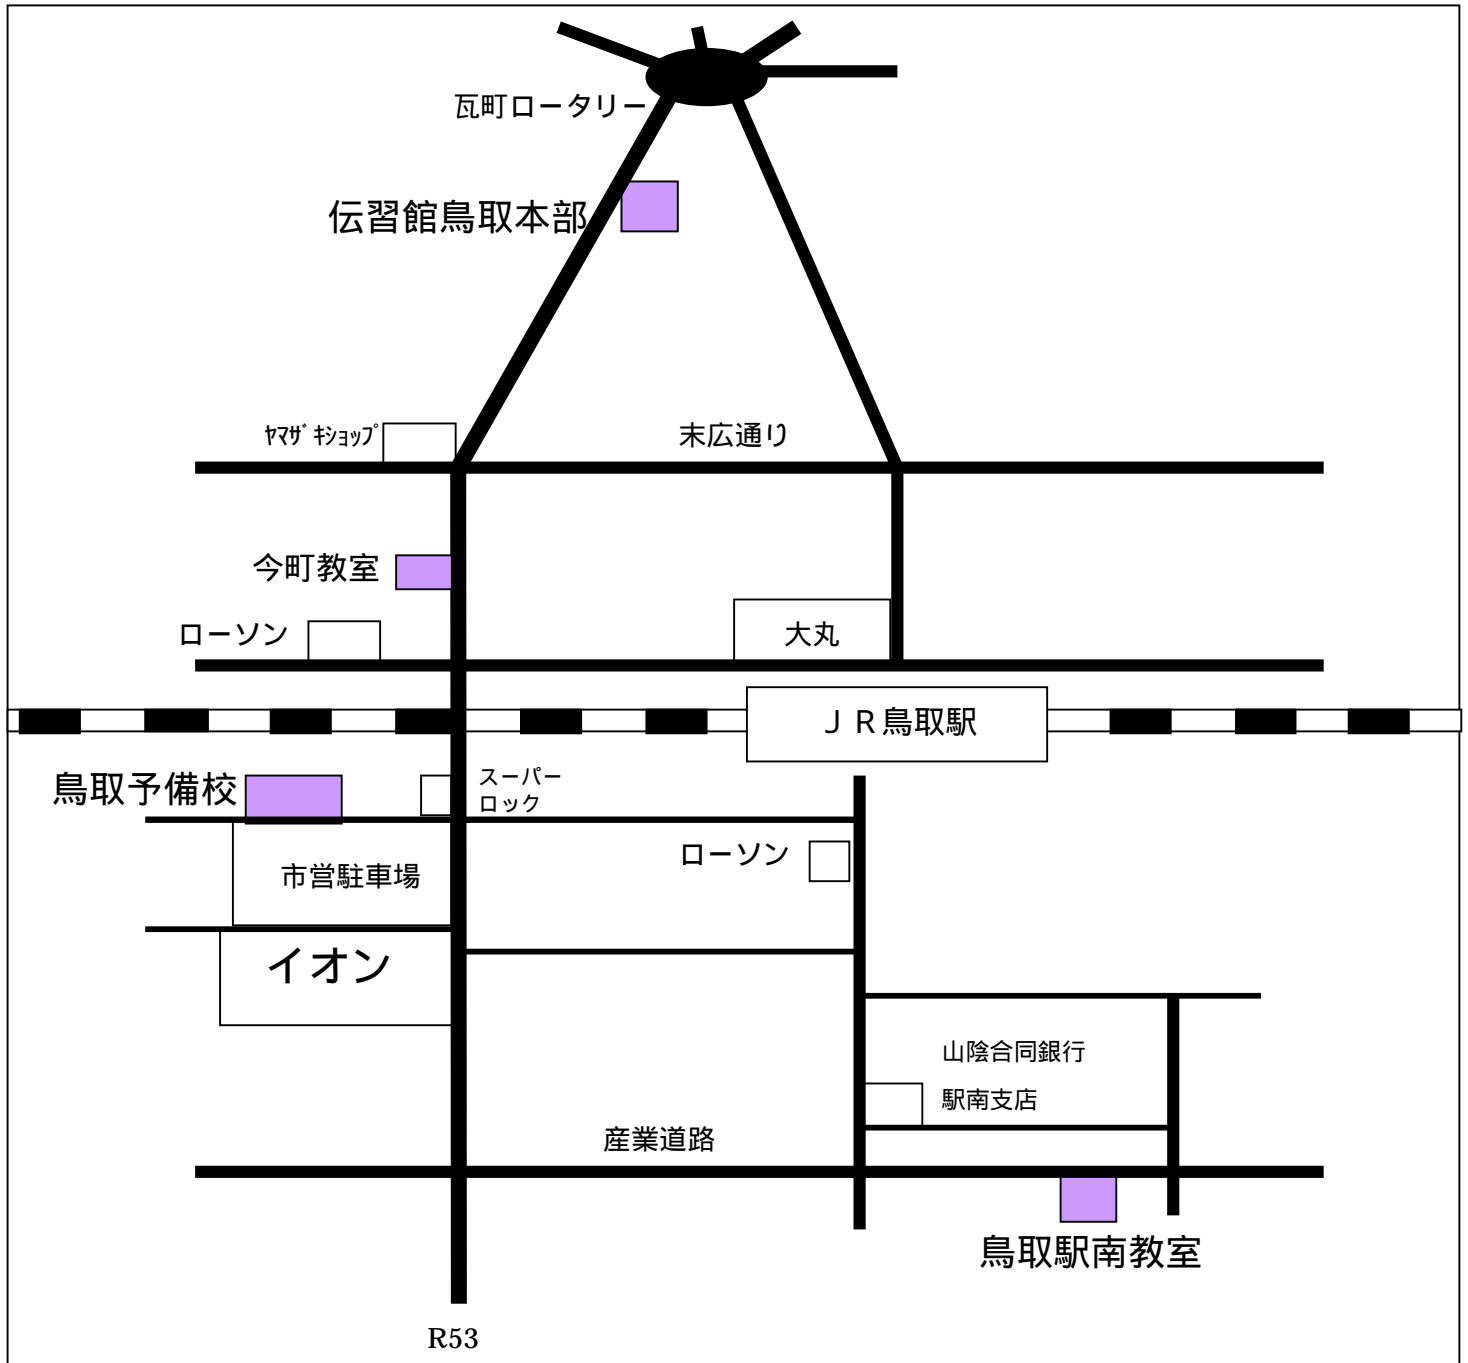 瓦町ロータリー
伝習館鳥取本部
ﾔﾏｻﾞｷｼｮｯﾌﾟ
末広通り
今町教室
ローソン
大丸
ＪＲ鳥取駅
鳥取予備校
スーパー
ロック
ローソン
市営駐車場
イオン
山陰合同銀行
駅南支店
産業道路
鳥取駅南教室
R53